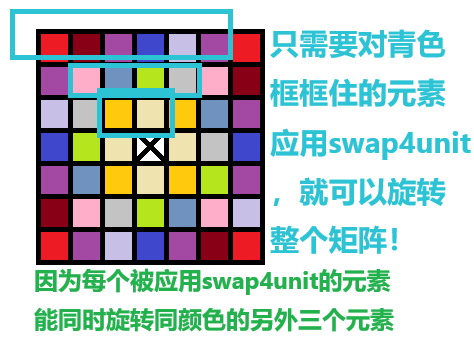 只需要对青色
框框住的元素
应用swap4unit
，就可以旋转
整个矩阵！
因为每个被应用swap4unit的元素
能同时旋转同颜色的另外三个元素